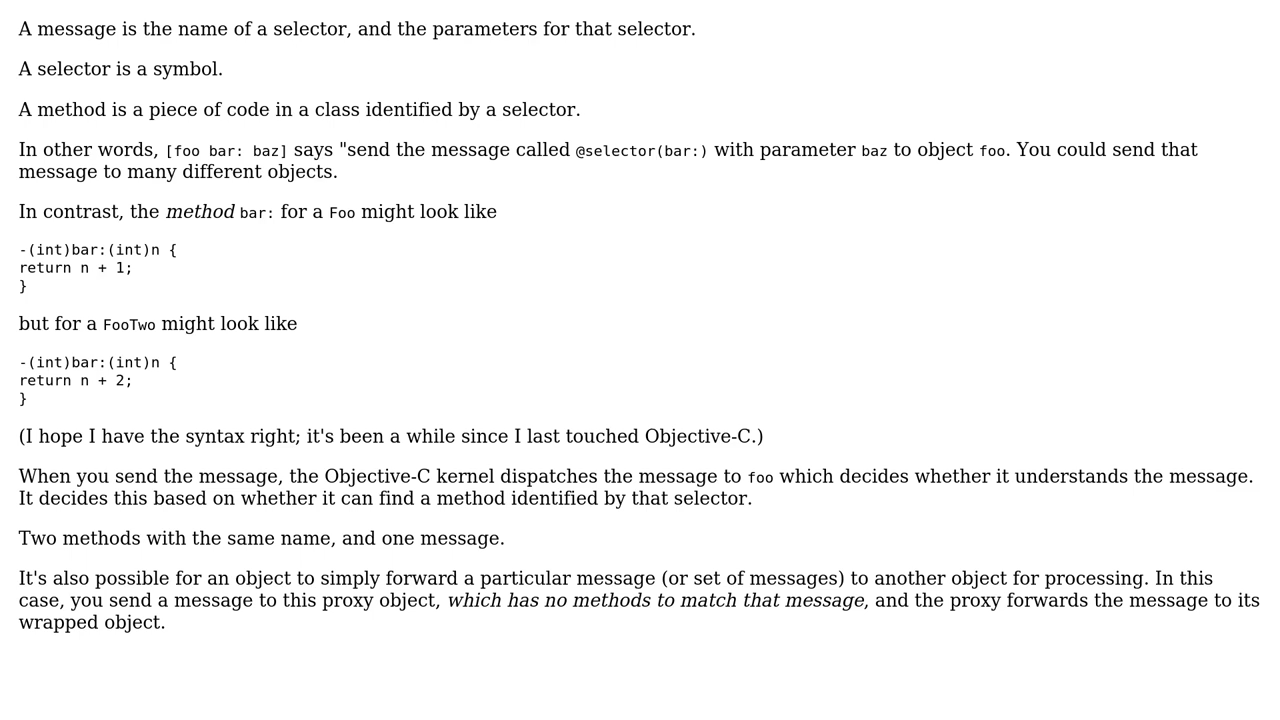 A message is the name of a selector, and the parameters for that selector.
A selector is a symbol.
A method is a piece of code in a class identified by a selector.
In other words, [foo bar: baz] says "send the message called @selector(bar:) with parameter baz to object foo. You could send that
message to many different objects.
In contrast, the method bar: for a Foo might look like
-(int)bar:(int)n {
return n + 1;
}
but for a FooTwo might look like
-(int)bar:(int)n {
return n + 2;
}
(I hope I have the syntax right; it's been a while since I last touched Objective-C.)
When you send the message, the Objective-C kernel dispatches the message to foo which decides whether it understands the message.
It decides this based on whether it can find a method identified by that selector.
Two methods with the same name, and one message.
It's also possible for an object to simply forward a particular message (or set of messages) to another object for processing. In this
case, you send a message to this proxy object, which has no methods to match that message, and the proxy forwards the message to its
wrapped object.